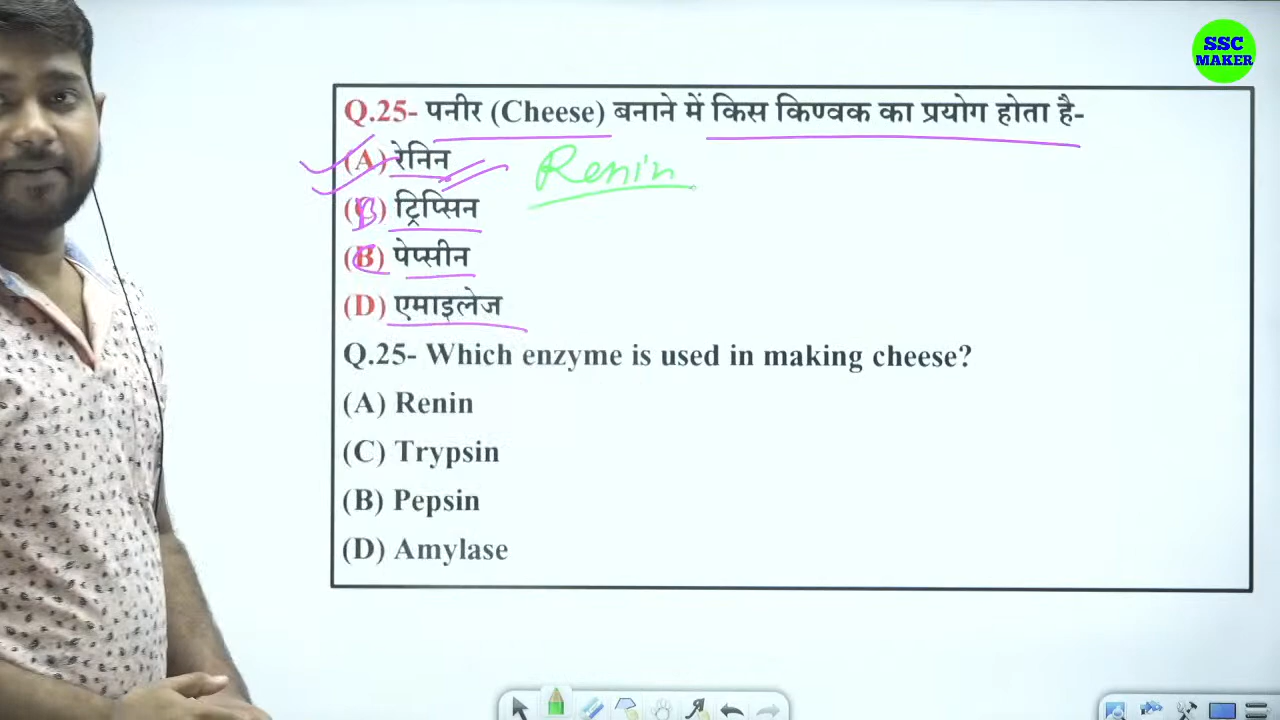 SSC
MAKER
Q.25- पनीर (Cheese) बनाने में किस किण्वक का प्रयोग होता है-
(A) रेनिन
Renin
(B) ट्रिप्सिन
(C) पेप्सीन
(D) एमाइलेज
Q.25- Which enzyme is used in making cheese?
(A) Renin
(C) Trypsin
(B) Pepsin
(D) Amylase